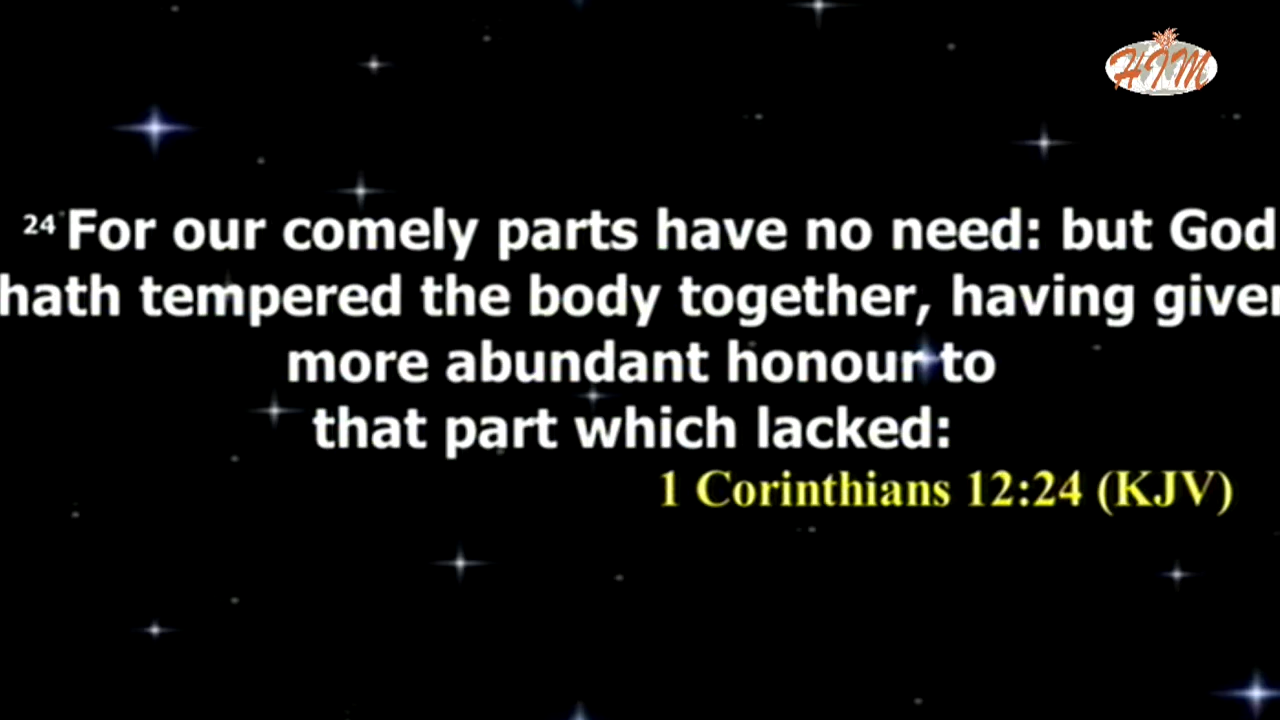 HIM
24 For our comely parts have no need: but God
hath tempered the body together, having given
more abundant honour to
that part which lacked:
1 Corinthians 12:24 (KJV)